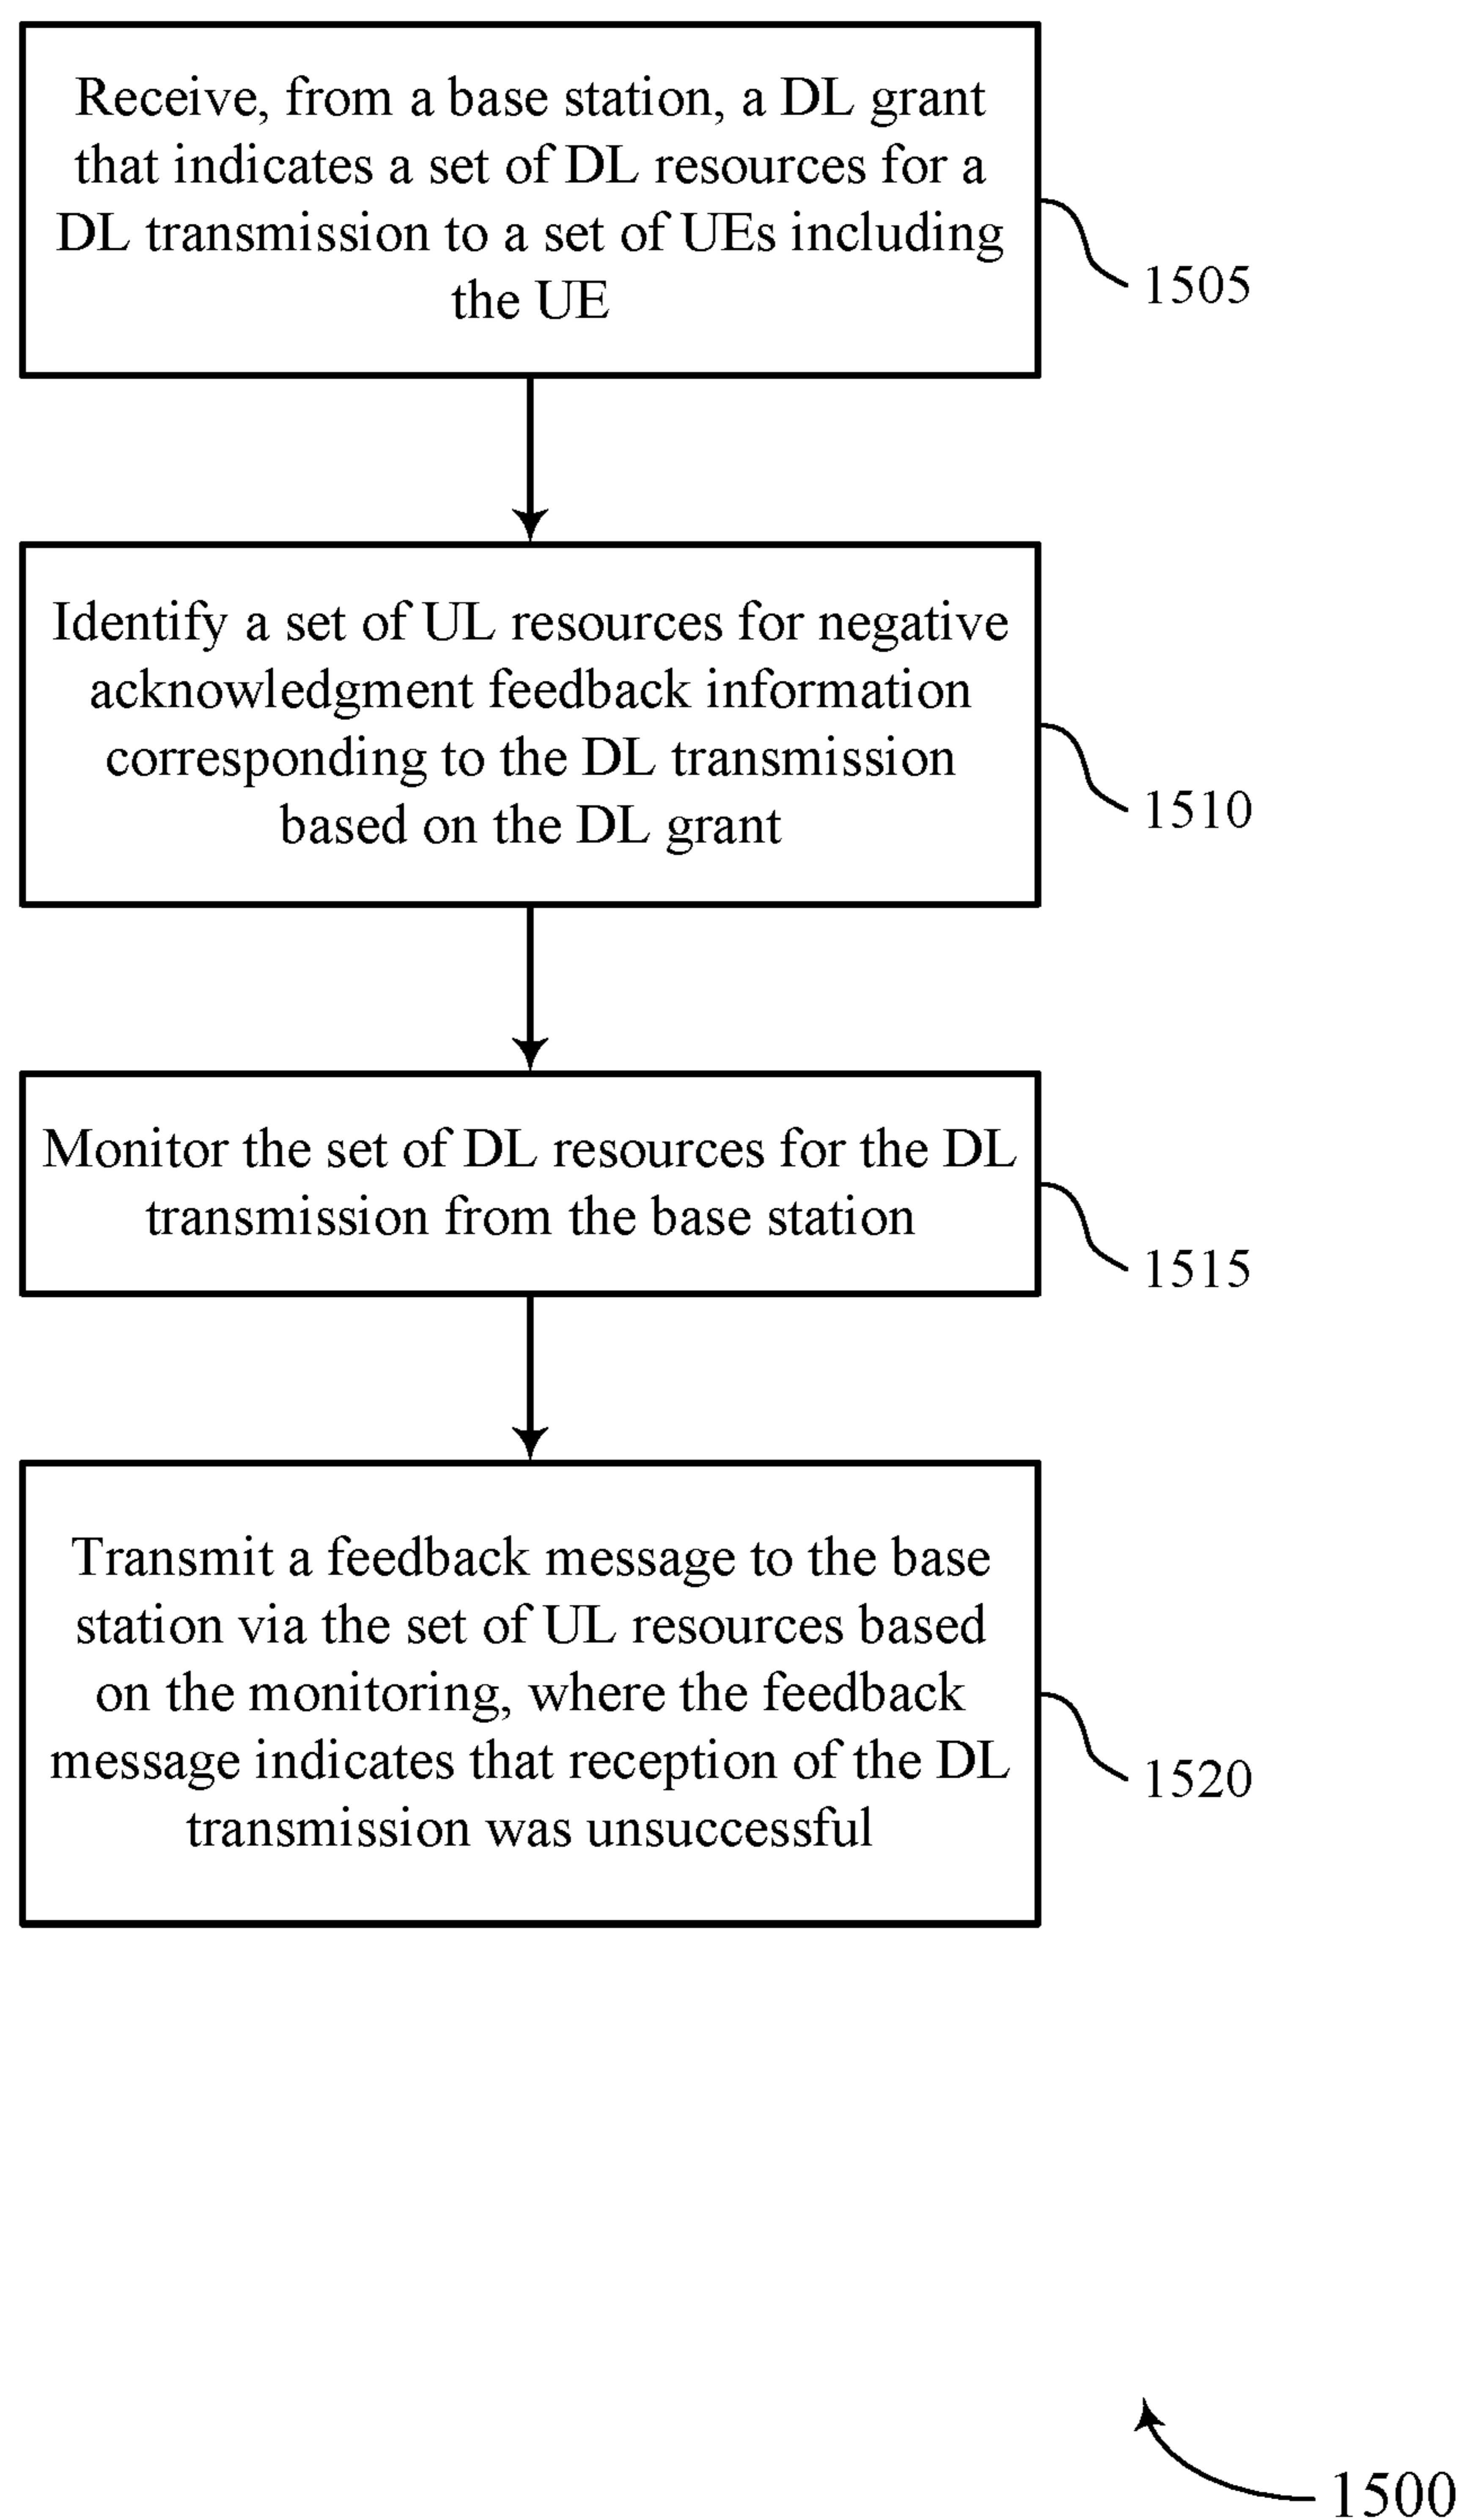 Receive, from a base station, a DL grant
that indicates a set of DL resources for a
DL transmission to a set of UEs including
the UE
1505
Identify a set of UL resources for negative
acknowledgment feedback information
corresponding to the DL transmission
based on the DL grant
1510
Monitor the set of DL resources for the DL
transmission from the base station
1515
Transmit a feedback message to the base
station via the set of UL resources based
on the monitoring, where the feedback
message indicates that reception of the DL
transmission was unsuccessful
1520
1500